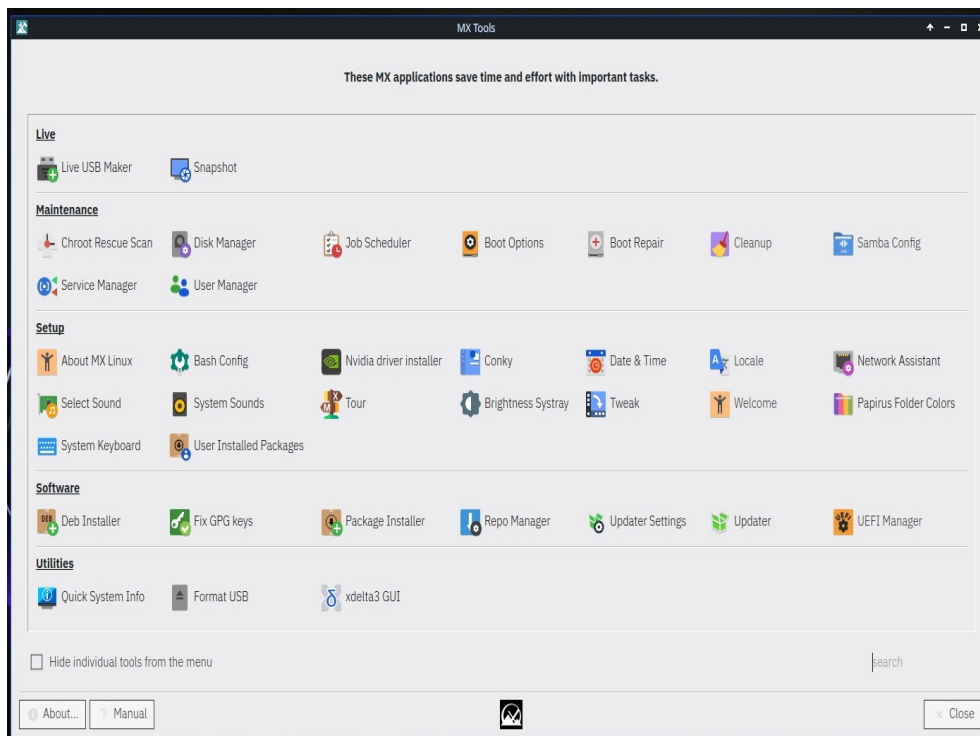 MX Tools
These MX applications save time and effort with important tasks.
Live
Live USB Maker Snapshot
Maintenance
Chroot Rescue Scan Disk Manager Job Scheduler Boot Options Boot Repair Cleanup Samba Config
Service Manager User Manager
Setup
About MX Linux Bash Config Nvidia driver installer Conky Date & Time Locale Network Assistant
Select Sound System Sounds Tour Brightness Systray Tweak Welcome Papirus Folder Colors
System Keyboard User Installed Packages
Software
Deb Installer Fix GPG keys Package Installer Repo Manager Updater Settings Updater UEFI Manager
Utilities
Quick System Info Format USB xdelta3 GUI
Hide individual tools from the menu search
About... ? Manual Close